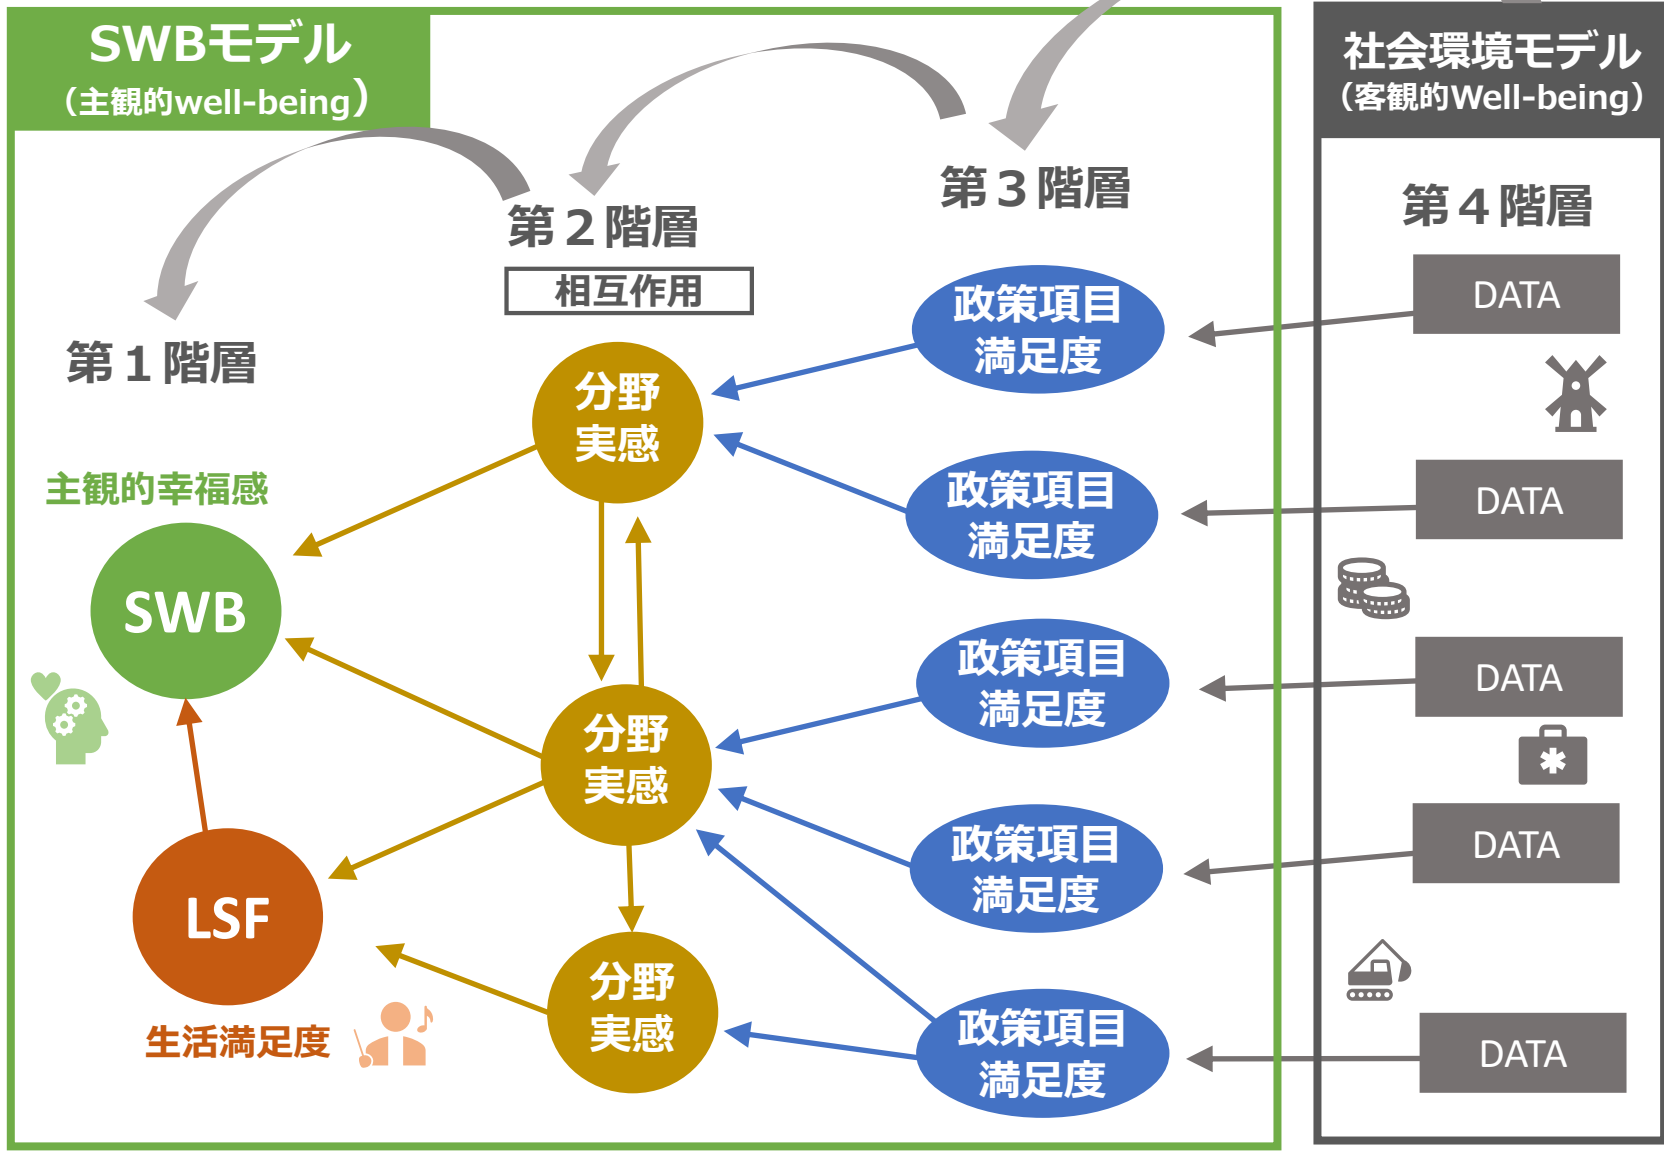 SWBモデル
（主観的well-being）
社会環境モデル
（客観的Well-being）
第３階層
第４階層
第２階層
相互作用
第１階層
政策項目
満足度
DATA
分野
実感
主観的幸福感
政策項目
満足度
DATA
SWB
政策項目
満足度
DATA
分野
実感
政策項目
満足度
DATA
LSF
分野
実感
生活満足度
政策項目
満足度
DATA